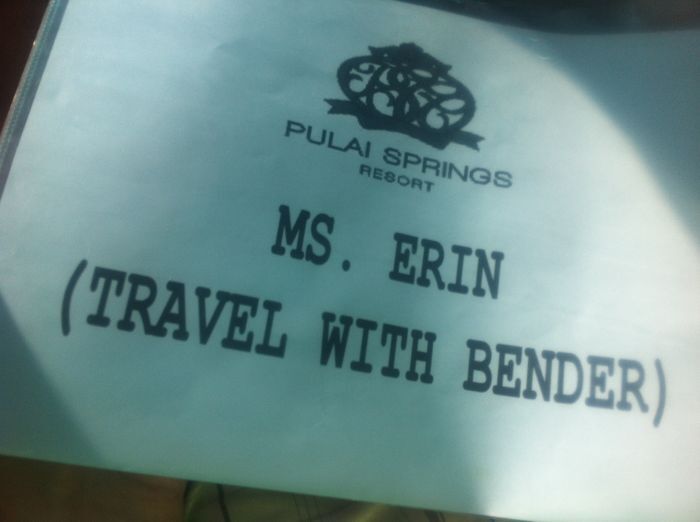 PULAI SPRINGS
RESORT
MS. ERIN
(TRAVEL WITH BENDER)